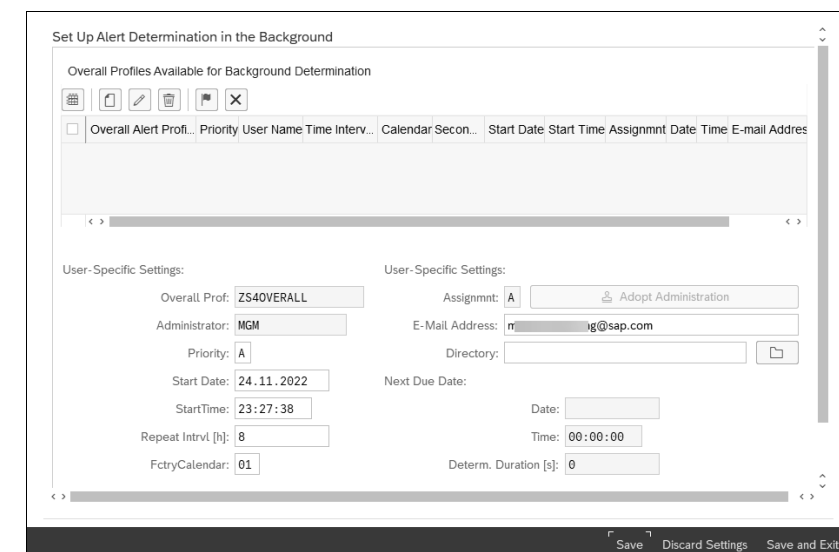 Set Up Alert Determination in the Background
Overall Profiles Available for Background Determination
Overall Alert Profi... Priority User Name Time Interv... Calendar Secon... Start Date Start Time Assignmnt Date Time E-mail Addres
User-Specific Settings: User-Specific Settings:
Overall Prof: ZS4OVERALL Assignmnt: A Adopt Administration
Administrator: MGM E-Mail Address: m g@sap.com
Priority: A Directory:
Start Date: 24.11.2022 Next Due Date:
StartTime: 23:27:38 Date:
Repeat Intrvl [h]: 8 Time: 00:00:00
FctryCalendar: 01 Determ. Duration [s]: 0
Save Discard Settings Save and Exit